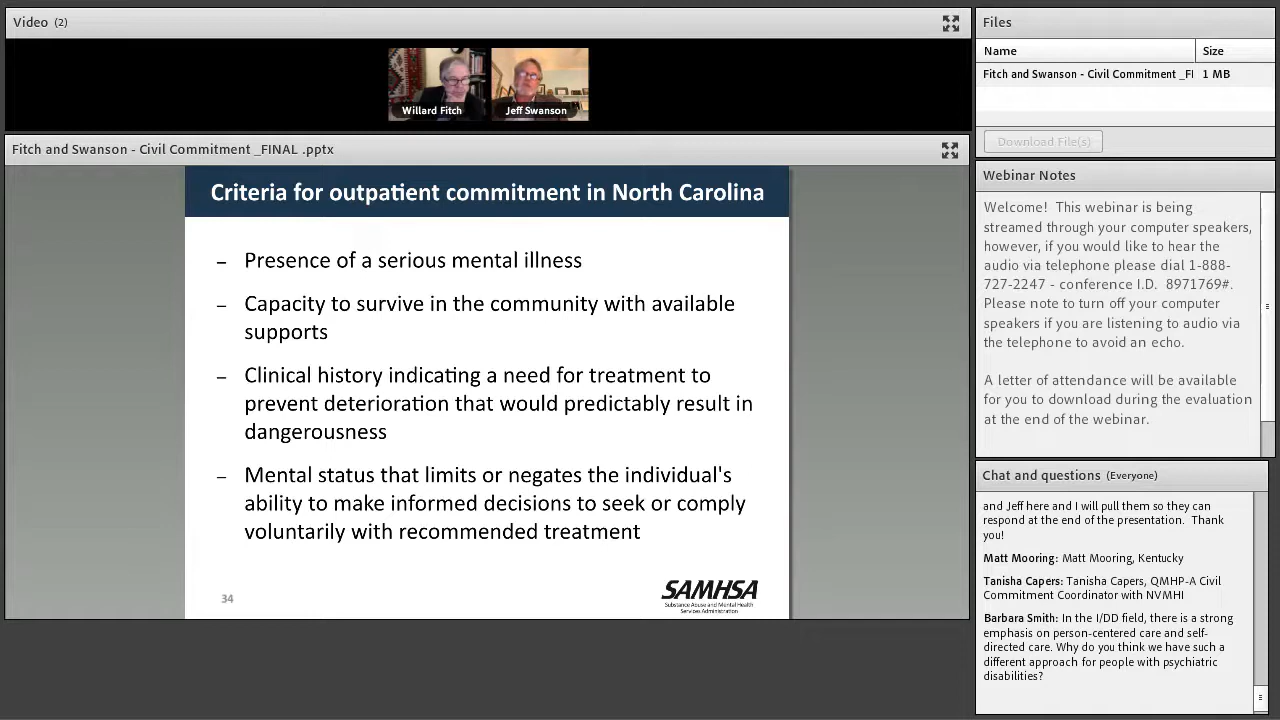 Video (2)
Willard Fitch
Jeff Swanson
Fitch and Swanson - Civil Commitment _FINAL .pptx
Criteria for outpatient commitment in North Carolina
– Presence of a serious mental illness
– Capacity to survive in the community with available
supports
– Clinical history indicating a need for treatment to
prevent deterioration that would predictably result in
dangerousness
– Mental status that limits or negates the individual's
ability to make informed decisions to seek or comply
voluntarily with recommended treatment
34
SAMHSA
Substance Abuse and Mental Health
Services Administration
Files
Name Size
Fitch and Swanson - Civil Commitment _FI 1 MB
Download File(s)
Webinar Notes
Welcome! This webinar is being
streamed through your computer speakers,
however, if you would like to hear the
audio via telephone please dial 1-888-
727-2247 - conference I.D. 8971769#.
Please note to turn off your computer
speakers if you are listening to audio via
the telephone to avoid an echo.
A letter of attendance will be available
for you to download during the evaluation
at the end of the webinar.
Chat and questions (Everyone)
and Jeff here and I will pull them so they can
respond at the end of the presentation. Thank
you!
Matt Mooring: Matt Mooring, Kentucky
Tanisha Capers: Tanisha Capers, QMHP-A Civil
Commitment Coordinator with NVMHI
Barbara Smith: In the I/DD field, there is a strong
emphasis on person-centered care and self-
directed care. Why do you think we have such a
different approach for people with psychiatric
disabilities?